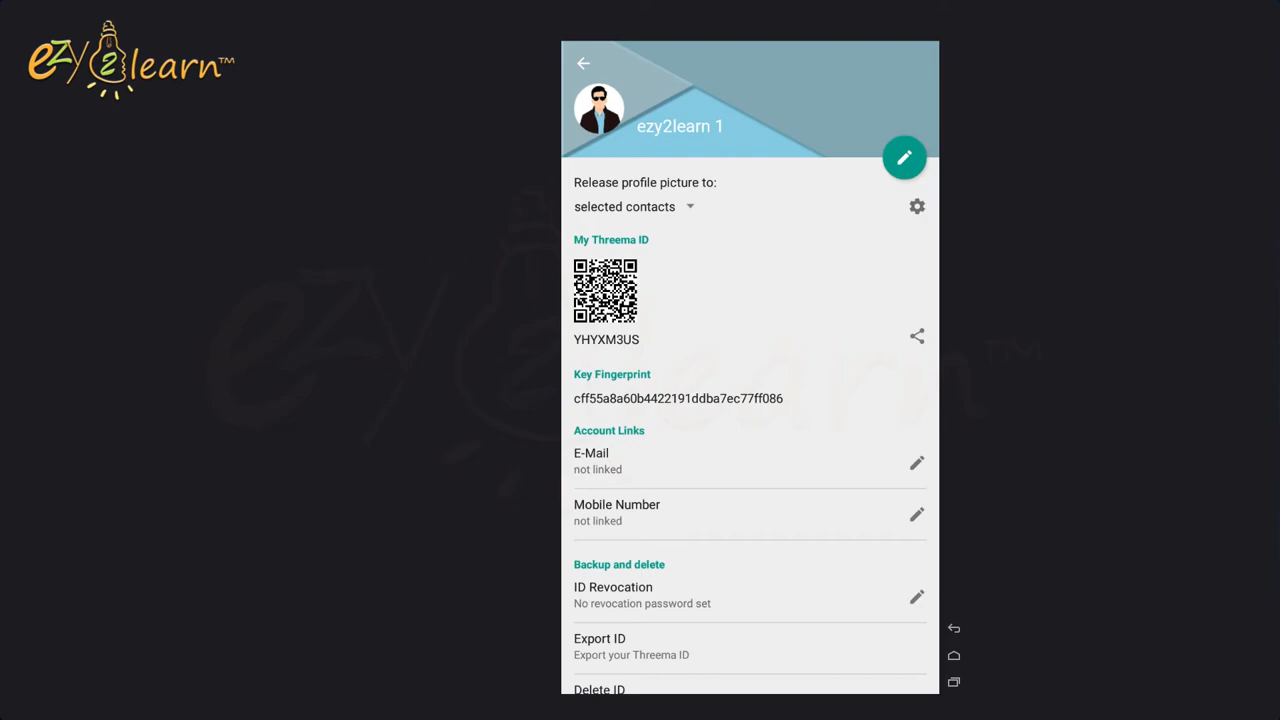 ezy2learn™
ezy2learn 1
Release profile picture to:
selected contacts
My Threema ID
YHYXM3US
Key Fingerprint
cff55a8a60b4422191ddba7ec77ff086
Account Links
E-Mail
not linked
Mobile Number
not linked
Backup and delete
ID Revocation
No revocation password set
Export ID
Export your Threema ID
Delete ID